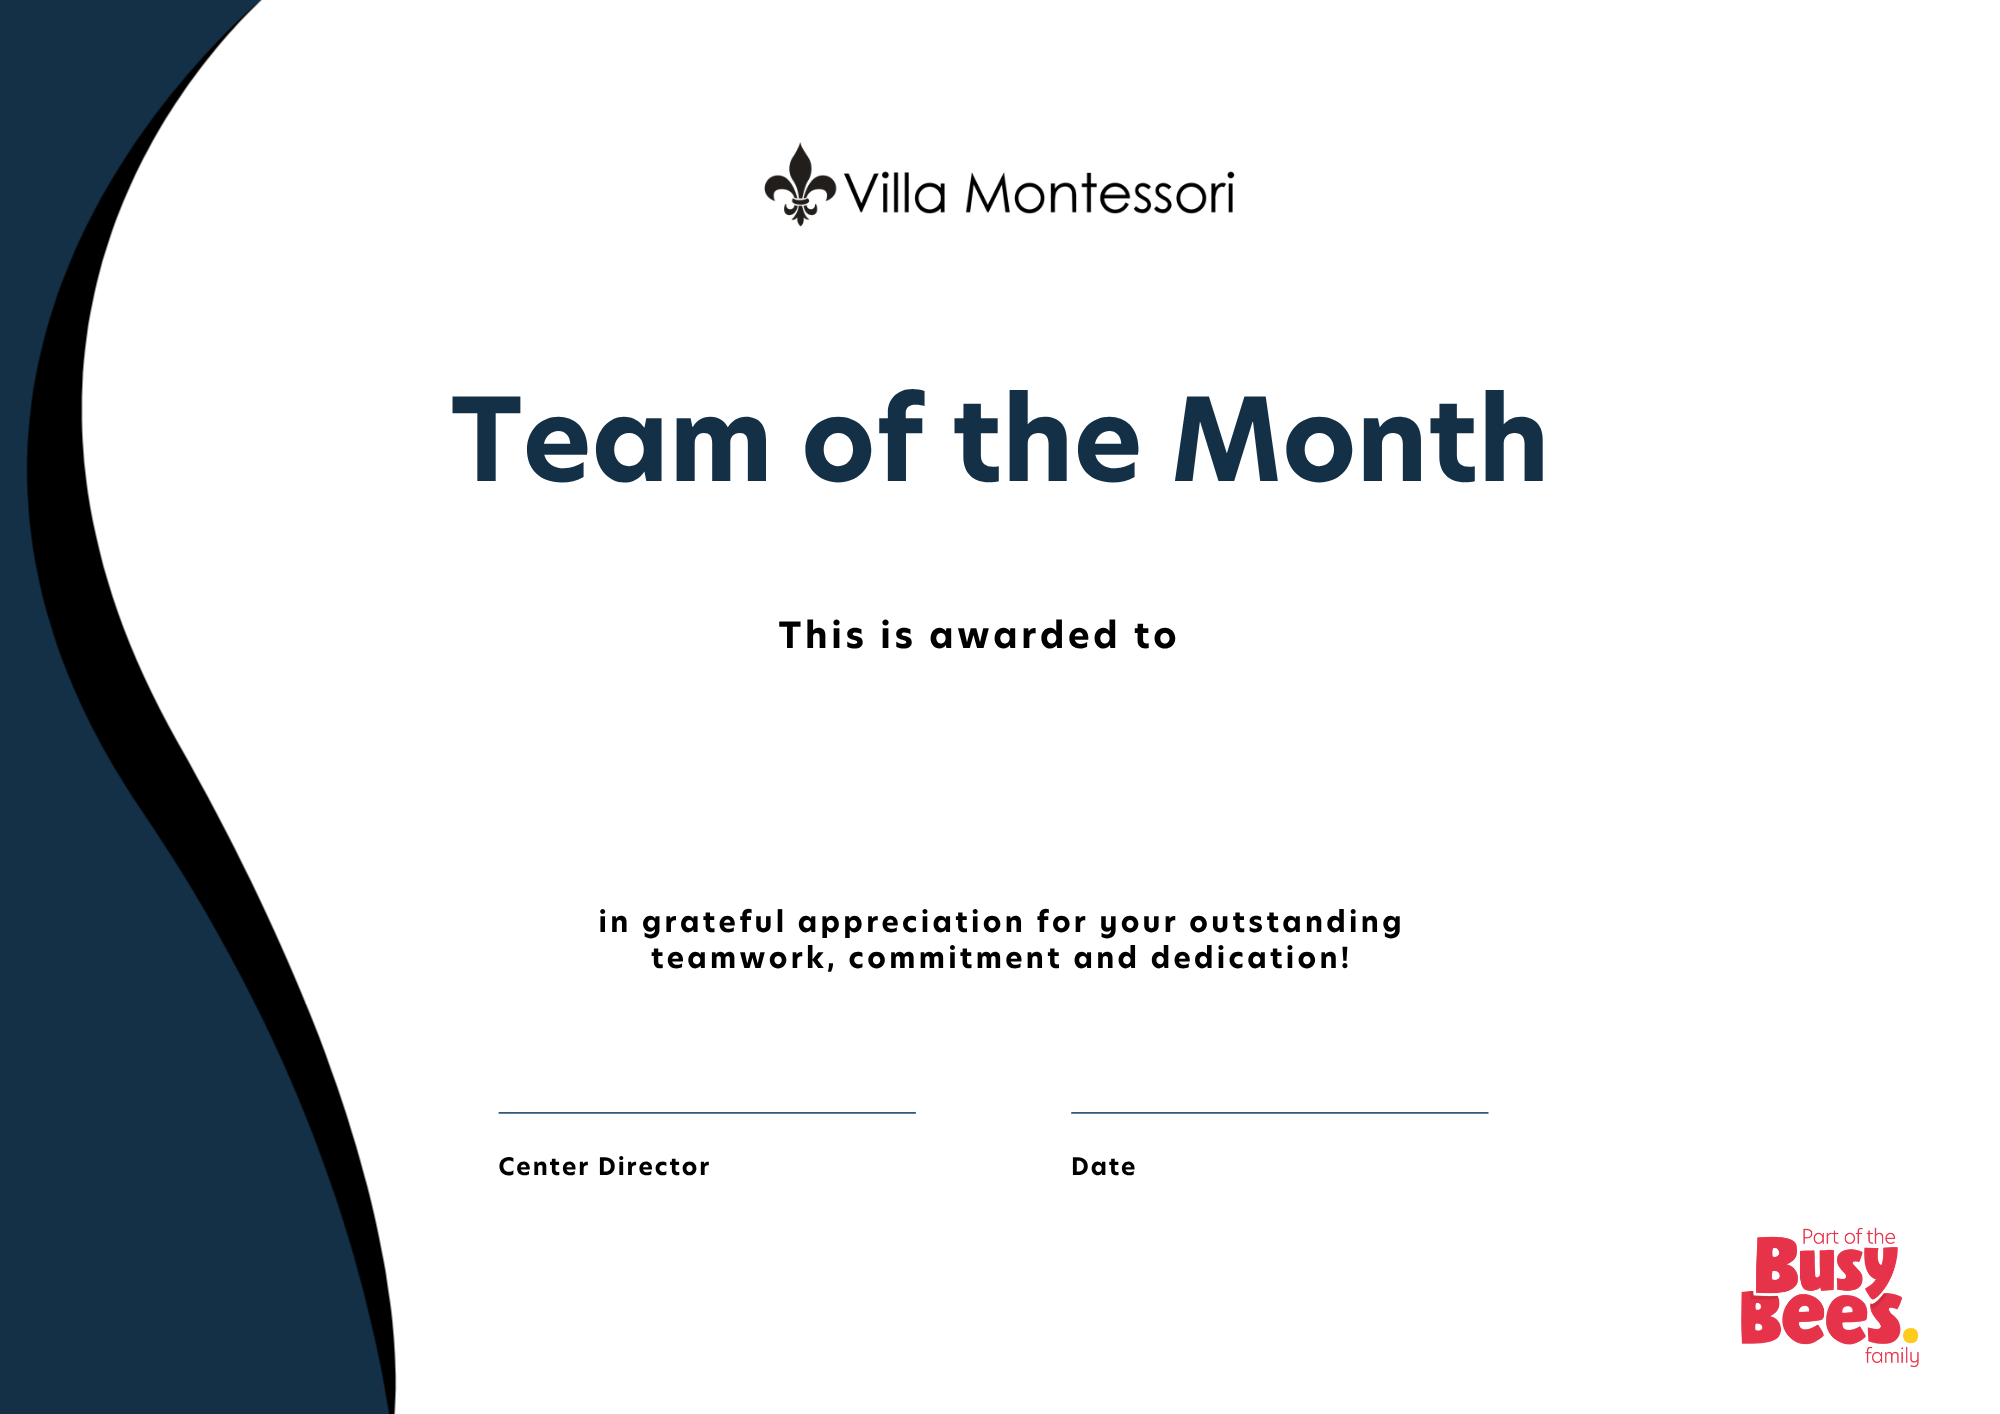 Villa Montessori
Team of the Month
This is awarded to
in grateful appreciation for your outstanding
teamwork, commitment and dedication!
Center Director
Date
Part of the
Busy
Bees.
family